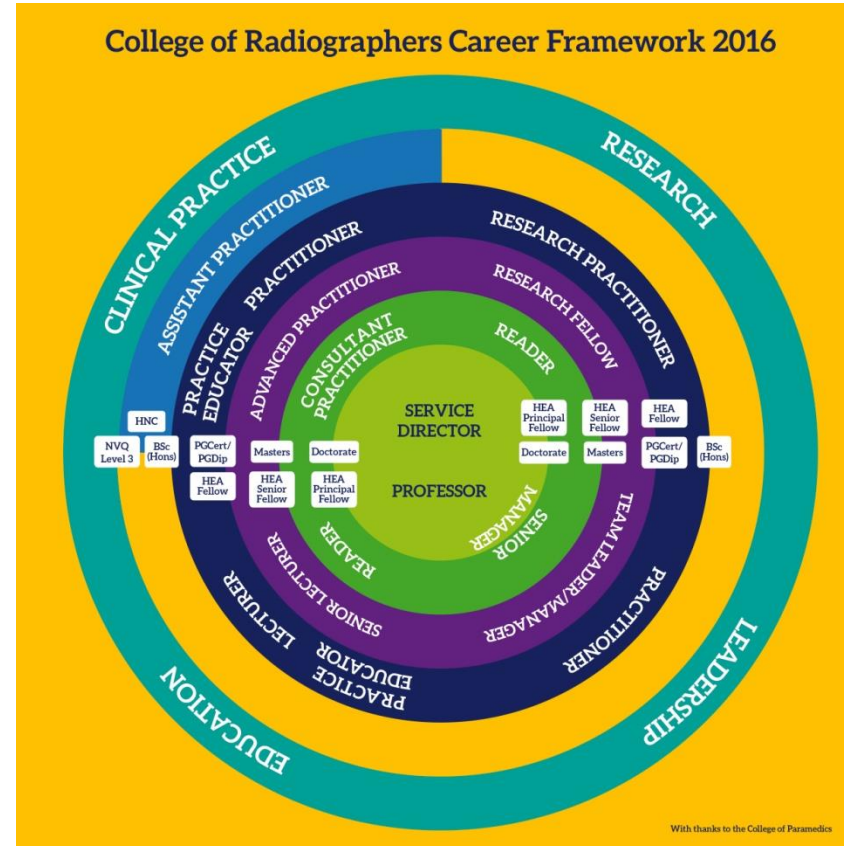 College of Radiographers Career Framework 2016
CLINICAL PRACTICE
RESEARCH
ASSISTANT PRACTITIONER
PRACTITIONER
PRACTICE
EDUCATOR
RESEARCH PRACTITIONER
ADVANCED PRACTITIONER
RESEARCH FELLOW
CONSULTANT
PRACTITIONER
READER
SERVICE
DIRECTOR
PROFESSOR
HNC
NVQ
Level 3
BSc
(Hons)
PGCert/
PGDip
HEA
Fellow
Masters
HEA
Senior
Fellow
Doctorate
HEA
Principal
Fellow
HEA
Principal
Fellow
Doctorate
HEA
Senior
Fellow
Masters
HEA
Fellow
PGCert/
PGDip
BSc
(Hons)
READER
SENIOR
MANAGER
SENIOR LECTURER
TEAM LEADER/MANAGER
LECTURER
PRACTICE
EDUCATOR
PRACTITIONER
EDUCATION
LEADERSHIP
With thanks to the College of Paramedics